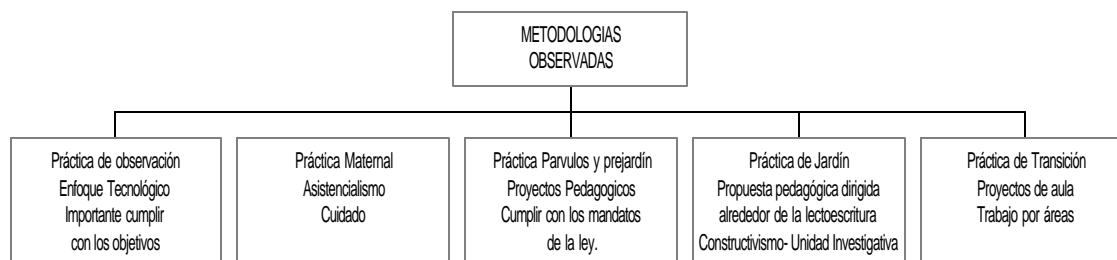 METODOLOGIAS
OBSERVADAS
Práctica de observación
Enfoque Tecnológico
Importante cumplir
con los objetivos
Práctica Maternal
Asistencialismo
Cuidado
Práctica Parvulos y prejardín
Proyectos Pedagogicos
Cumplir con los mandatos
de la ley.
Práctica de Jardín
Propuesta pedagógica dirigida
alrededor de la lectoescritura
Constructivismo- Unidad Investigativa
Práctica de Transición
Proyectos de aula
Trabajo por áreas